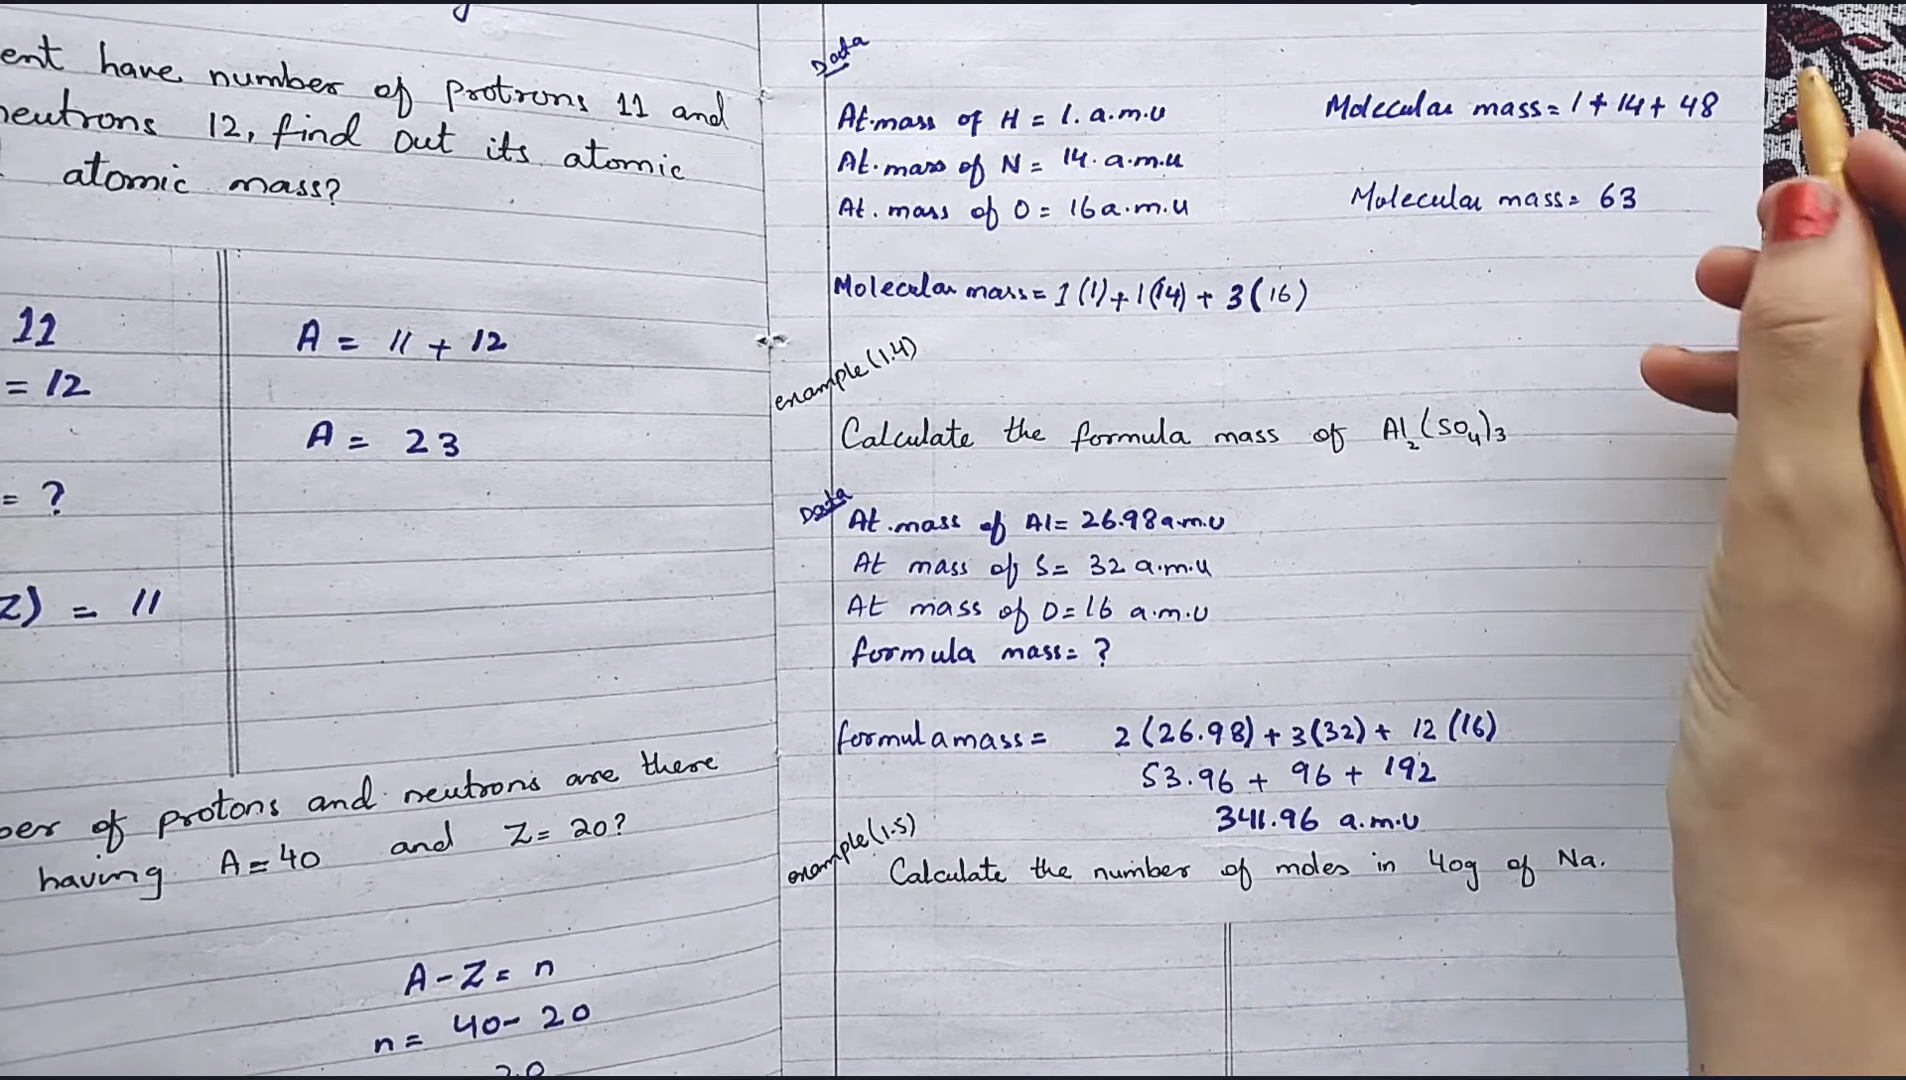 ent have number of protrons 11 and
neutrons 12, find out its atomic
atomic mass?
11
= 12
= ?
z) = 11
A = 11 + 12
A = 23
ber of protons and neutrons are there
having A = 40 and Z = 20?
A - Z = n
n = 40 - 20
20
Data
At.mass of H = 1. a.m.u
At.mass of N = 14. a.m.u
At. mass of O = 16 a.m.u
Molecular mass = 1 (1) + 1 (14) + 3 (16)
Molecular mass = 1 + 14 + 48
Molecular mass = 63
example (1.4)
Calculate the formula mass of Al₂(SO₄)₃
Data
At.mass of Al = 26.98 a.m.u
At mass of S = 32 a.m.u
At mass of O = 16 a.m.u
formula mass = ?
formula mass = 2 (26.98) + 3 (32) + 12 (16)
53.96 + 96 + 192
341.96 a.m.u
example (1.5)
Calculate the number of moles in 40g of Na.